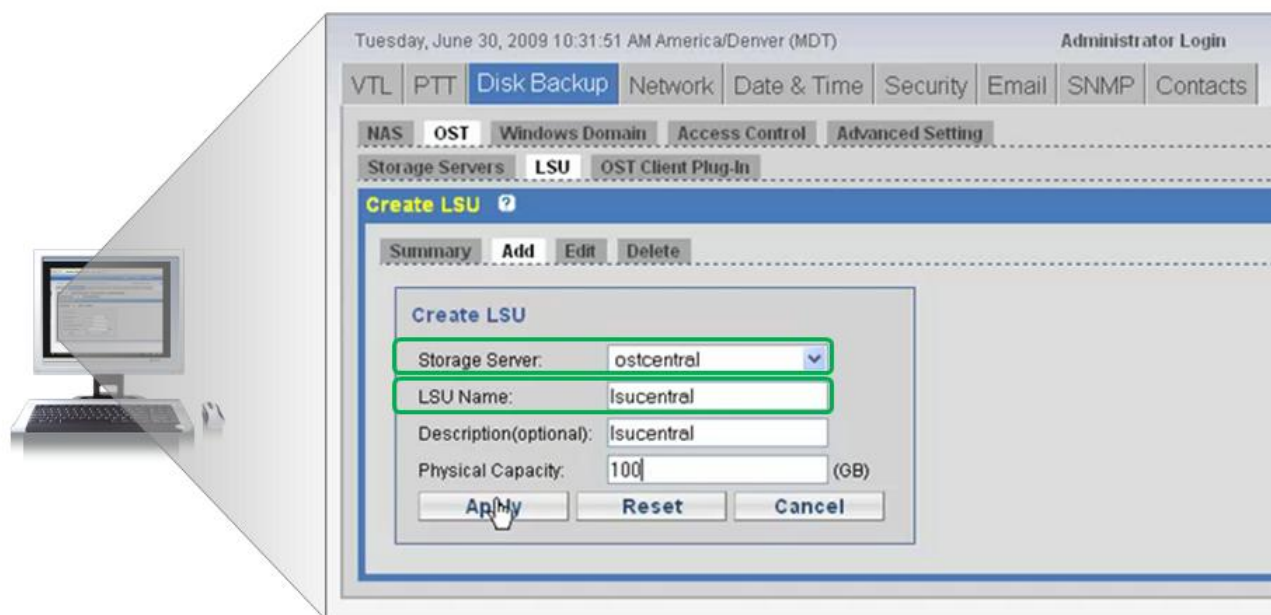 Tuesday, June 30, 2009 10:31:51 AM America/Denver (MDT) Administrator Login
VTL PTT Disk Backup Network Date & Time Security Email SNMP Contacts
NAS OST Windows Domain Access Control Advanced Setting
Storage Servers LSU OST Client Plug-In
Create LSU ?
Summary Add Edit Delete
Create LSU
Storage Server: ostcentral
LSU Name: lsucentral
Description(optional): lsucentral
Physical Capacity: 100 (GB)
Apply Reset Cancel